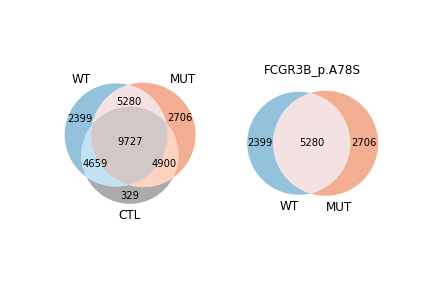 WT
MUT
5280
2399
2706
9727
4659
4900
329
CTL
FCGR3B_p.A78S
2399
5280
2706
WT
MUT